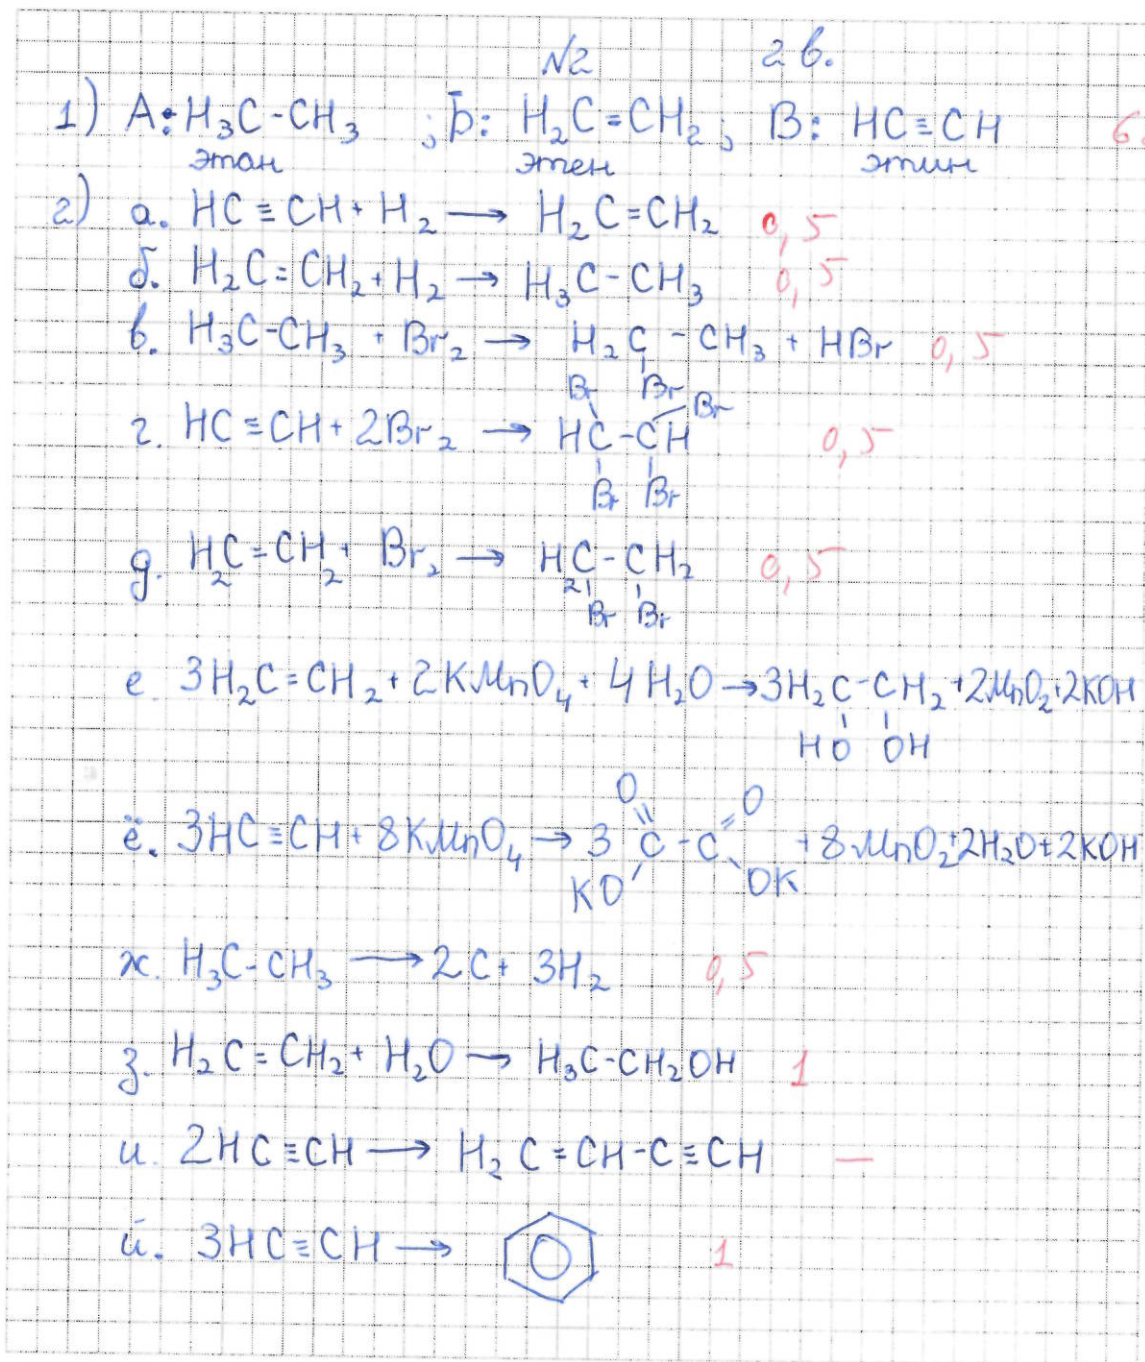 №2 2 в.
1) А: H₃C-CH₃ ; Б: H₂C=CH₂ ; В: HC≡CH 6
этан этен этин
2) а. HC≡CH + H₂ → H₂C=CH₂ 0,5
б. H₂C=CH₂ + H₂ → H₃C-CH₃ 0,5
в. H₃C-CH₃ + Br₂ → H₂C-CH₃ + HBr 0,5
Br Br Br
г. HC≡CH + 2Br₂ → HC-CH 0,5
Br Br
д. H₂C=CH₂ + Br₂ → H₂C-CH₂ 0,5
Br Br
е. 3H₂C=CH₂ + 2KMnO₄ + 4H₂O → 3H₂C-CH₂ + 2MnO₂ + 2KOH
HO OH
O O
ё. 3HC≡CH + 8KMnO₄ → 3 C-C + 8MnO₂ + 2H₂O + 2KOH
KO OK
ж. H₃C-CH₃ → 2C + 3H₂ 0,5
з. H₂C=CH₂ + H₂O → H₃C-CH₂OH 1
и. 2HC≡CH → H₂C=CH-C≡CH —
й. 3HC≡CH → 1